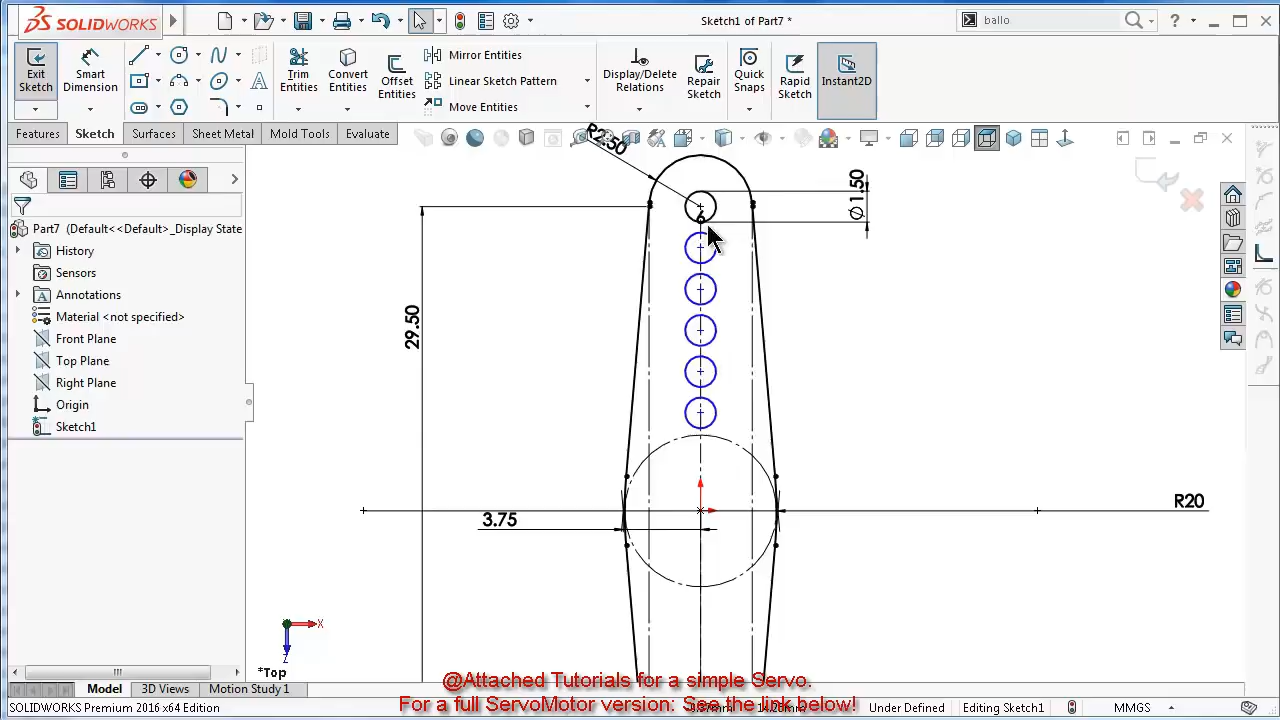 SOLIDWORKS
Sketch1 of Part7 *
ballo
Exit Sketch
Smart Dimension
Trim Entities
Convert Entities
Offset Entities
Mirror Entities
Linear Sketch Pattern
Move Entities
Display/Delete Relations
Repair Sketch
Quick Snaps
Rapid Sketch
Instant2D
Features
Sketch
Surfaces
Sheet Metal
Mold Tools
Evaluate
Part7 (Default<<Default>_Display State
History
Sensors
Annotations
Material <not specified>
Front Plane
Top Plane
Right Plane
Origin
Sketch1
R2.50
Ø1.50
6
29.50
3.75
R20
X
Z
*Top
Model
3D Views
Motion Study 1
@Attached Tutorials for a simple Servo.
For a full ServoMotor version: See the link below!
SOLIDWORKS Premium 2016 x64 Edition
Under Defined
Editing Sketch1
MMGS